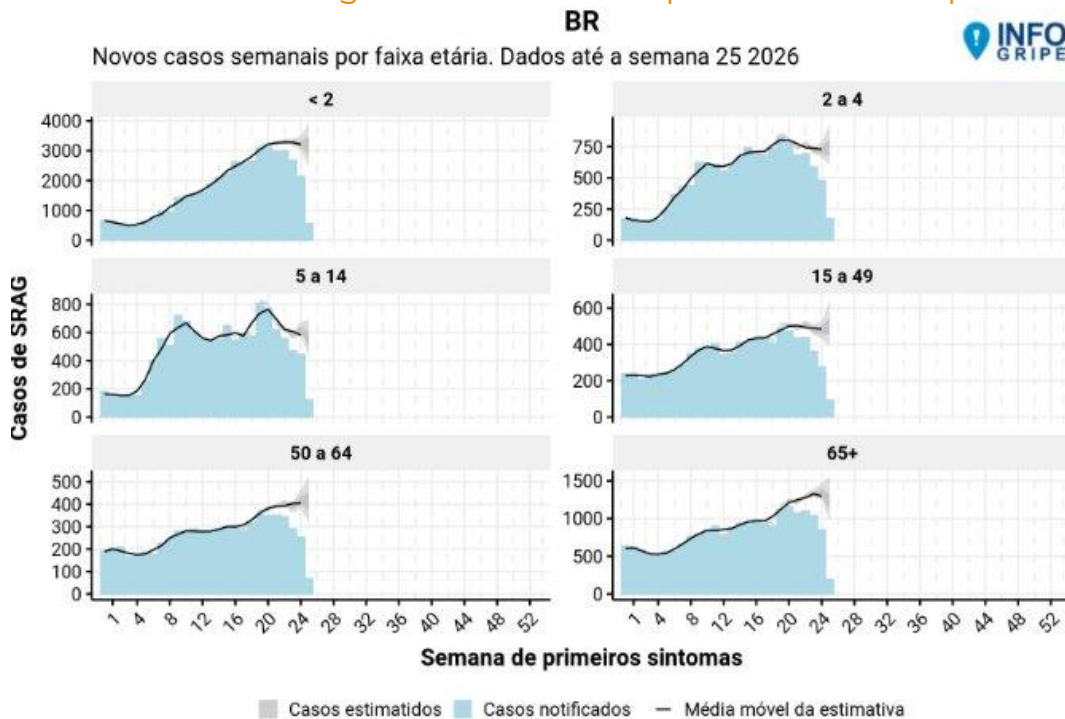 BR
INFO
GRIPE
Novos casos semanais por faixa etária. Dados até a semana 25 2026
< 2
2 a 4
4000
3000
2000
1000
0
750
500
250
0
5 a 14
15 a 49
800
600
400
200
0
600
400
200
0
50 a 64
65+
500
400
300
200
100
0
1500
1000
500
0
Casos de SRAG
1 4 8 12 16 20 24 28 32 36 40 44 48 52
1 4 8 12 16 20 24 28 32 36 40 44 48 52
Semana de primeiros sintomas
Casos estimatidos Casos notificados Média móvel da estimativa